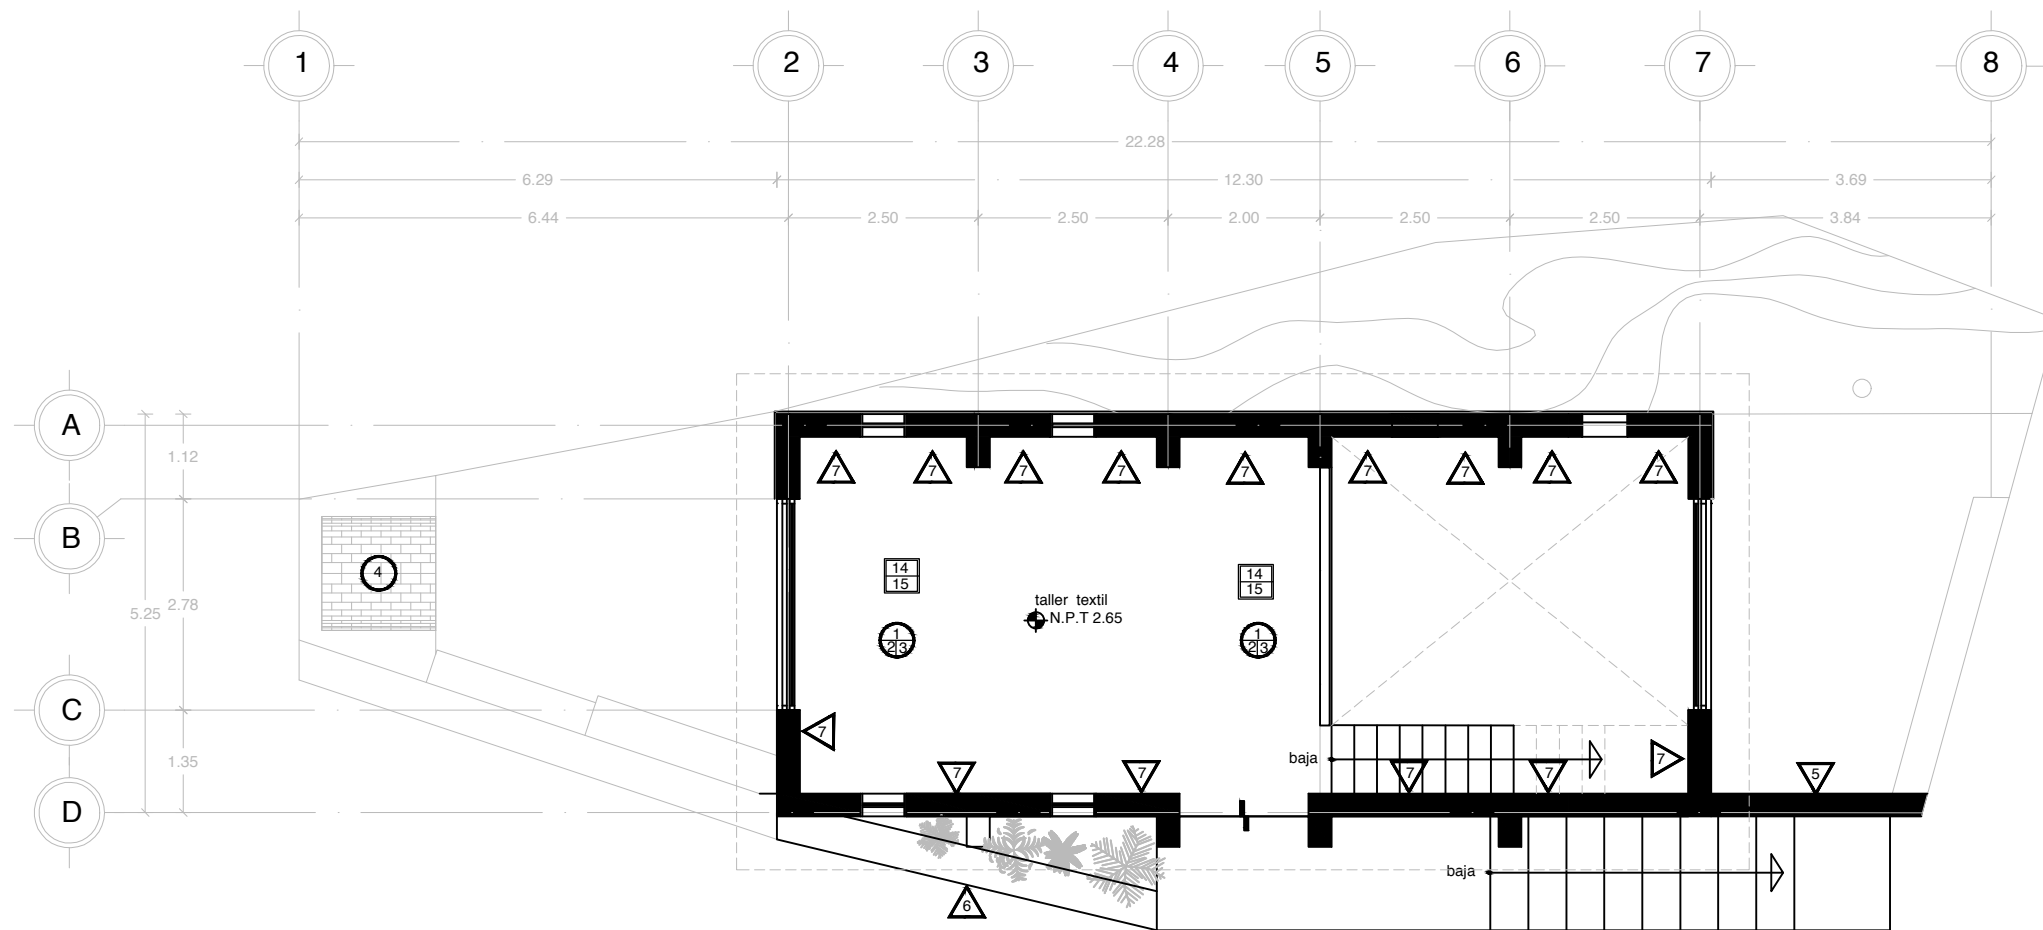 1 2 3 4 5 6 7 8
22.28
6.29 12.30 3.69
6.44 2.50 2.50 2.00 2.50 2.50 3.84
A
1.12
7 7 7 7 7 7 7 7 7
B
4
14 14
15 15
5.25 2.78
taller textil
N.P.T 2.65
1 1
2 3 2 3
C
7
1.35
baja
7 7 7 7 7 5
D
baja
6